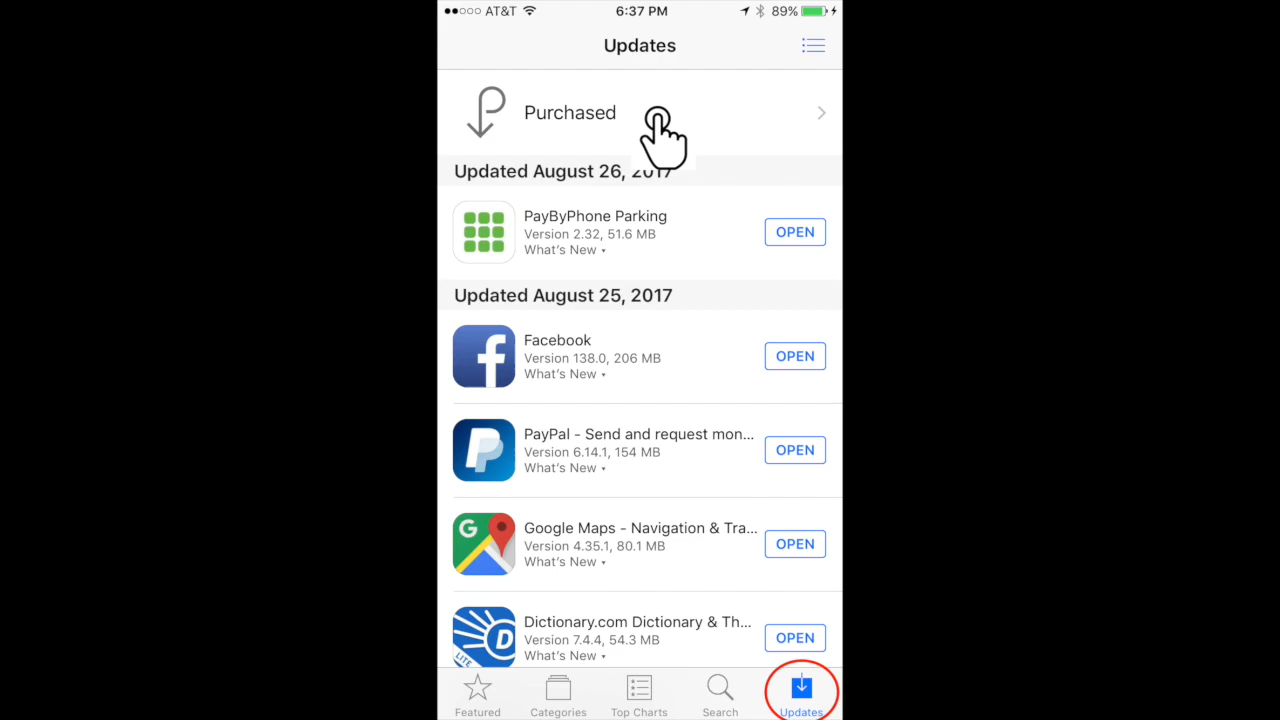 AT&T 6:37 PM 89%
Updates
Purchased
Updated August 26, 2017
PayByPhone Parking
Version 2.32, 51.6 MB
What's New
OPEN
Updated August 25, 2017
Facebook
Version 138.0, 206 MB
What's New
OPEN
PayPal - Send and request mon...
Version 6.14.1, 154 MB
What's New
OPEN
G
Google Maps - Navigation & Tra...
Version 4.35.1, 80.1 MB
What's New
OPEN
D
LITE
Dictionary.com Dictionary & Th...
Version 7.4.4, 54.3 MB
What's New
OPEN
Featured Categories Top Charts Search Updates